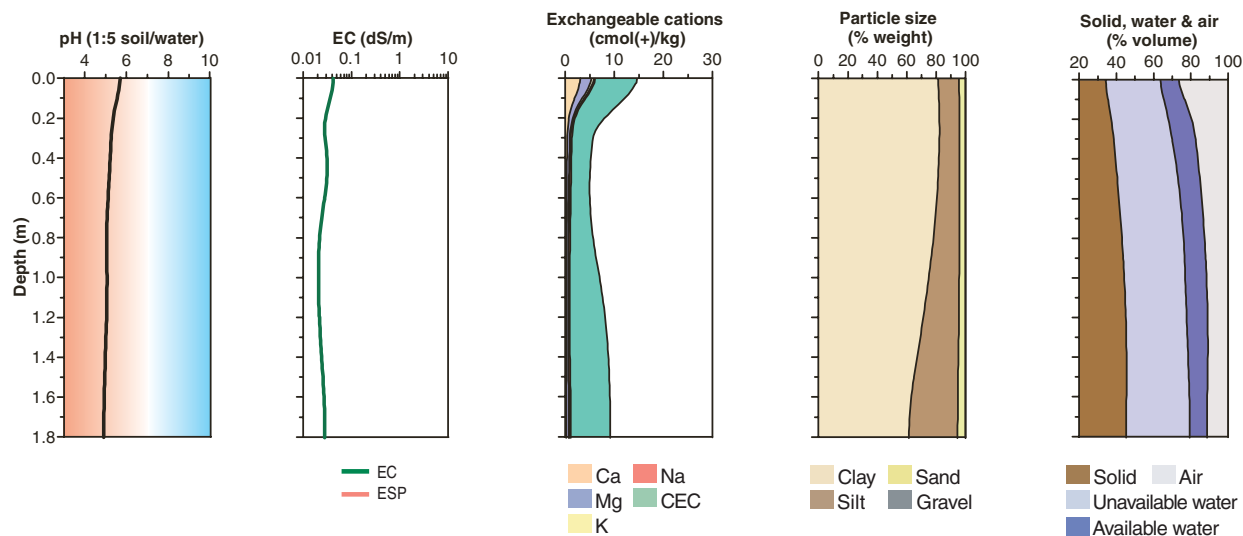 pH (1:5 soil/water)
4 6 8 10
EC (dS/m)
0.01 0.1 1 10
Exchangeable cations
(cmol(+)/kg)
0 10 20 30
Particle size
(% weight)
0 20 40 60 80 100
Solid, water & air
(% volume)
20 40 60 80 100
Depth (m)
0.0
0.2
0.4
0.6
0.8
1.0
1.2
1.4
1.6
1.8
EC
ESP
Ca Na
Mg CEC
K
Clay Sand
Silt Gravel
Solid Air
Unavailable water
Available water